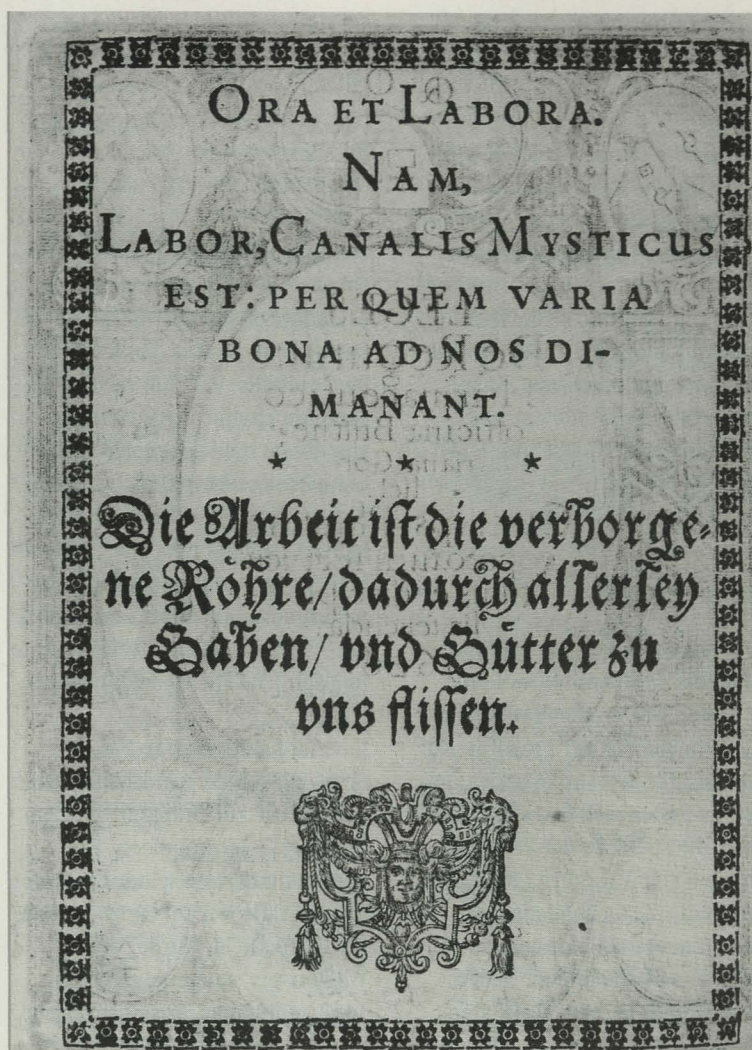 ORA ET LABORA.
NAM,
LABOR, CANALIS MYSTICUS
EST: PER QUEM VARIA
BONA AD NOS DI-
MANANT.
* * *
Die Arbeit ist die verborge-
ne Röhre/ dadurch allerley
Gaben/ vnd Gütter zu
vns flissen.